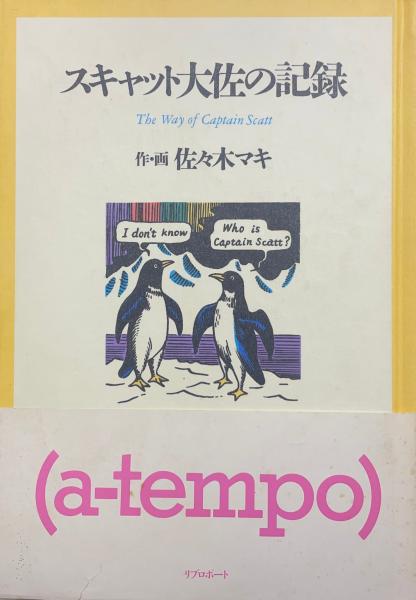 スキャット大佐の記録
The Way of Captain Scatt
作・画 佐々木マキ
I don't know
Who is
Captain Scatt?
(a-tempo)
リブロポート